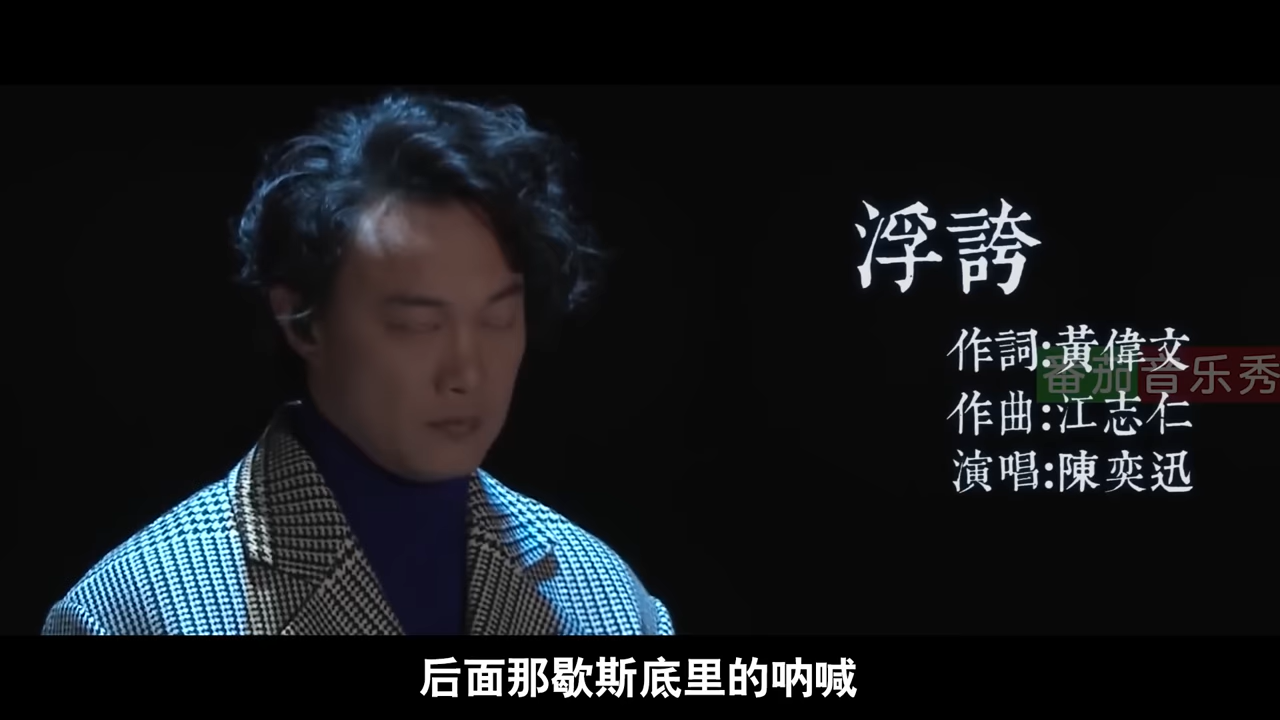 浮誇
作詞:黃偉文
番茄音乐秀
作曲:江志仁
演唱:陳奕迅
后面那歇斯底里的呐喊